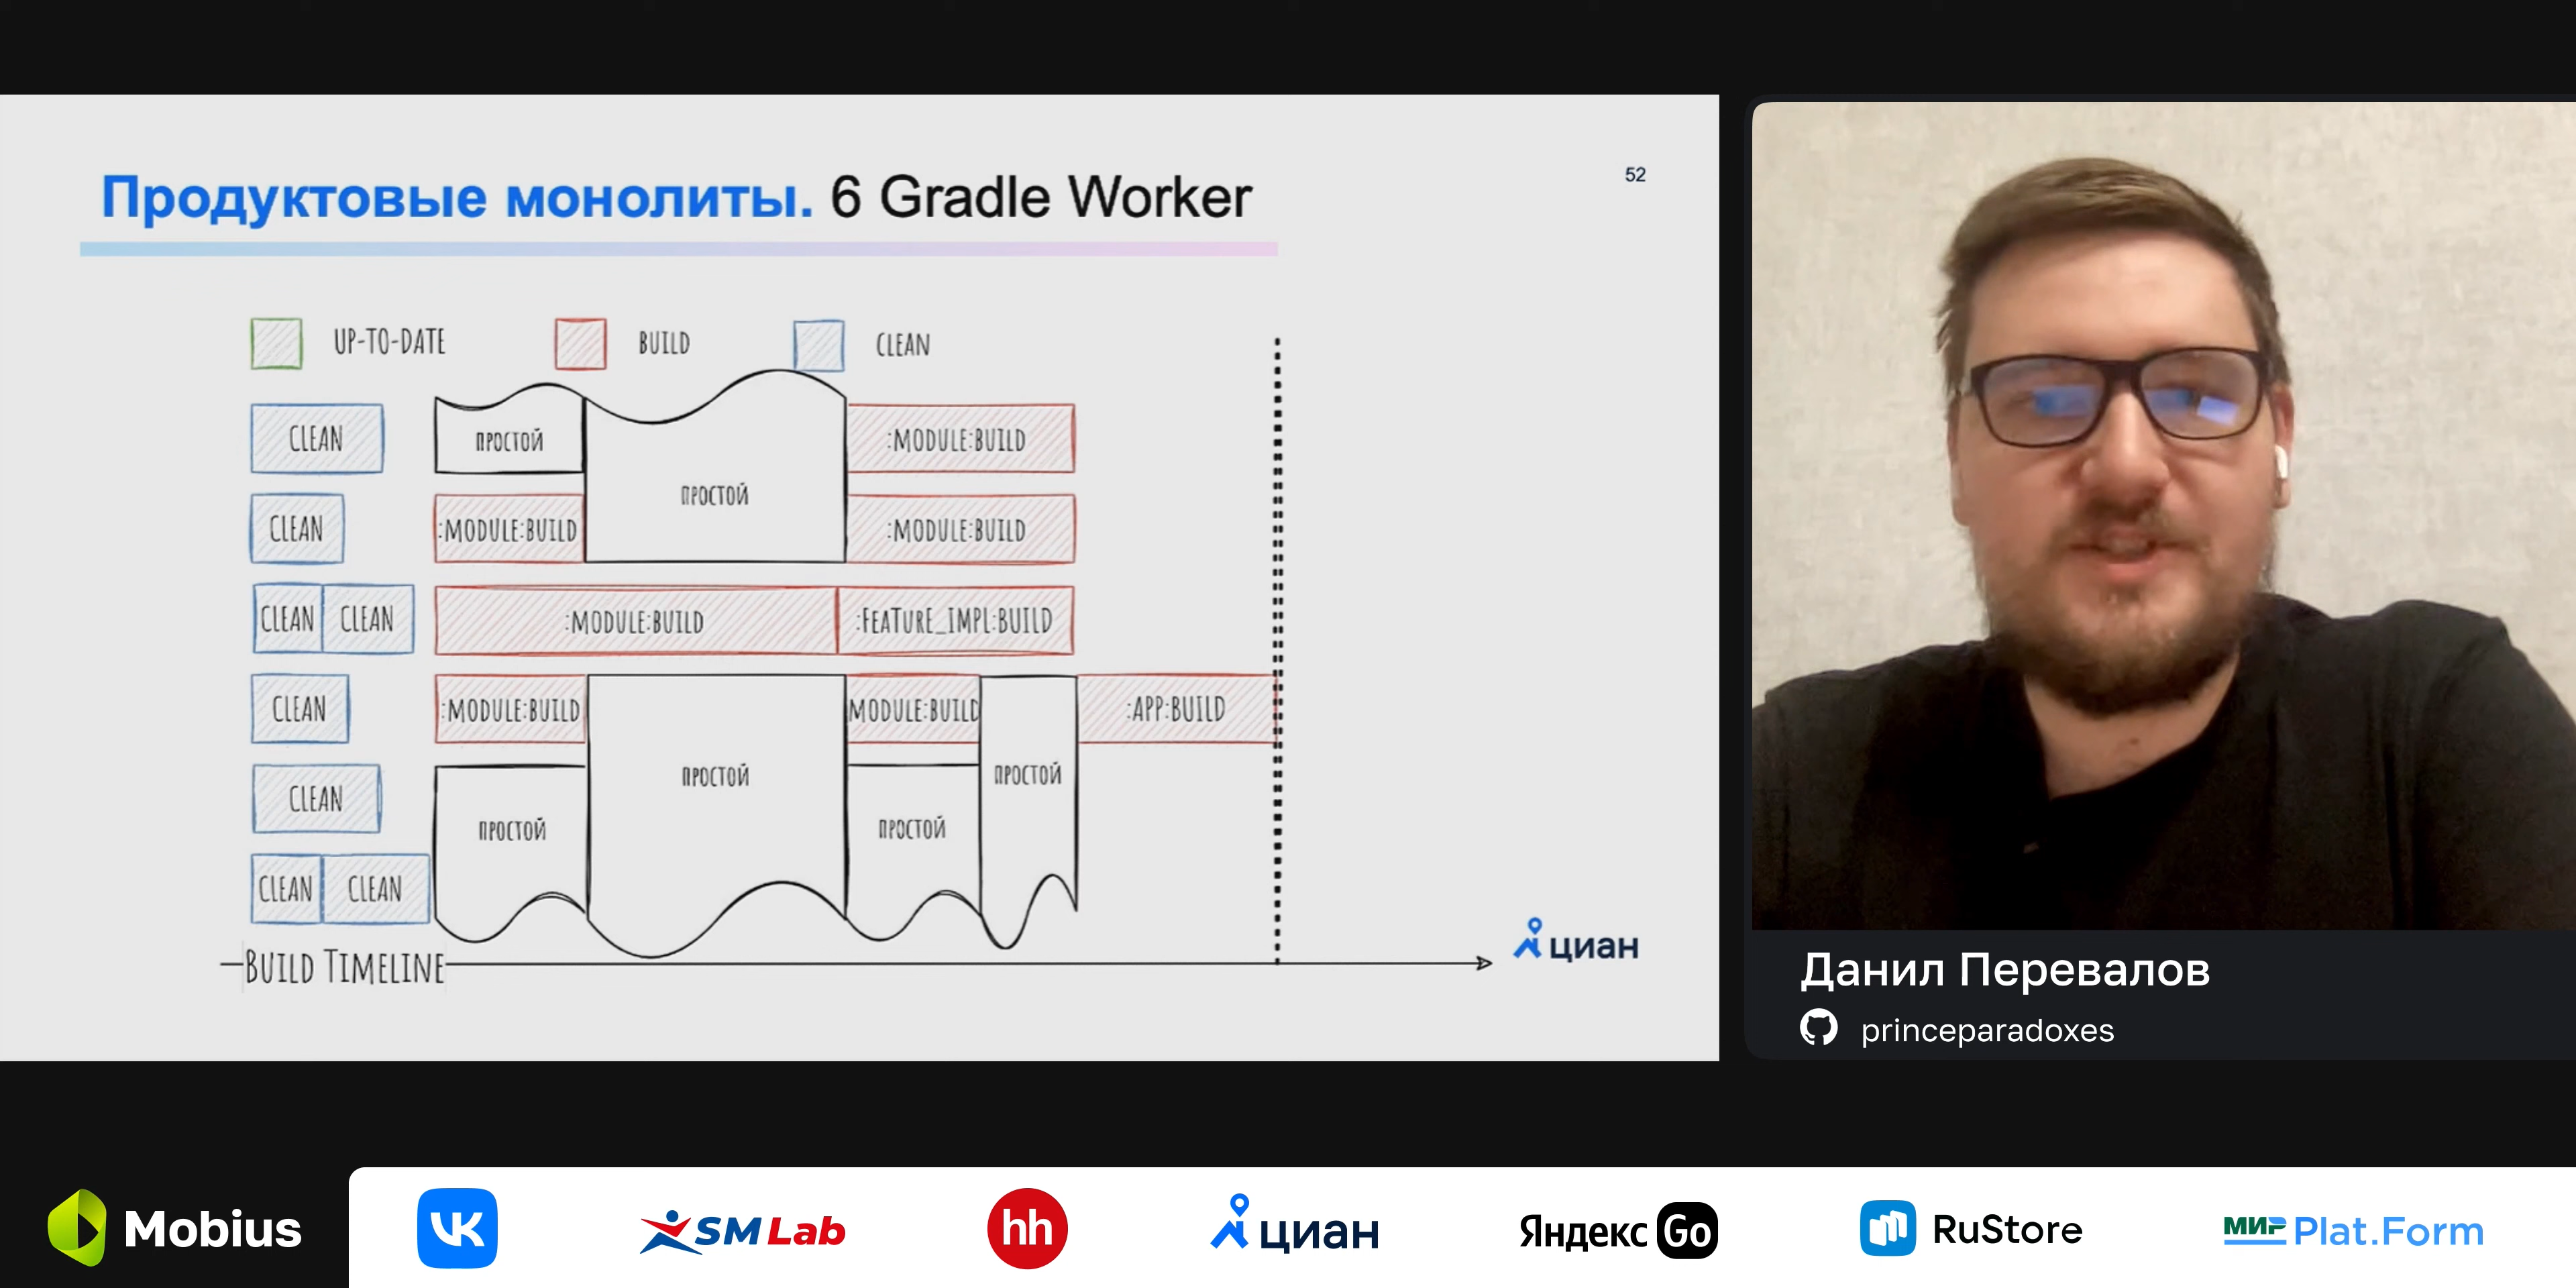 Продуктовые монолиты. 6 Gradle Worker
52
UP-TO-DATE
BUILD
CLEAN
CLEAN
ПРОСТОЙ
ПРОСТОЙ
:MODULE:BUILD
CLEAN
:MODULE:BUILD
:MODULE:BUILD
CLEAN
CLEAN
:MODULE:BUILD
:FEATURE_IMPL:BUILD
CLEAN
:MODULE:BUILD
ПРОСТОЙ
MODULE:BUILD
ПРОСТОЙ
:APP:BUILD
CLEAN
ПРОСТОЙ
ПРОСТОЙ
CLEAN
CLEAN
BUILD TIMELINE
циан
Данил Перевалов
princeparadoxes
Mobius
VK
SM Lab
hh
циан
Яндекс Go
RuStore
МИР Plat.Form